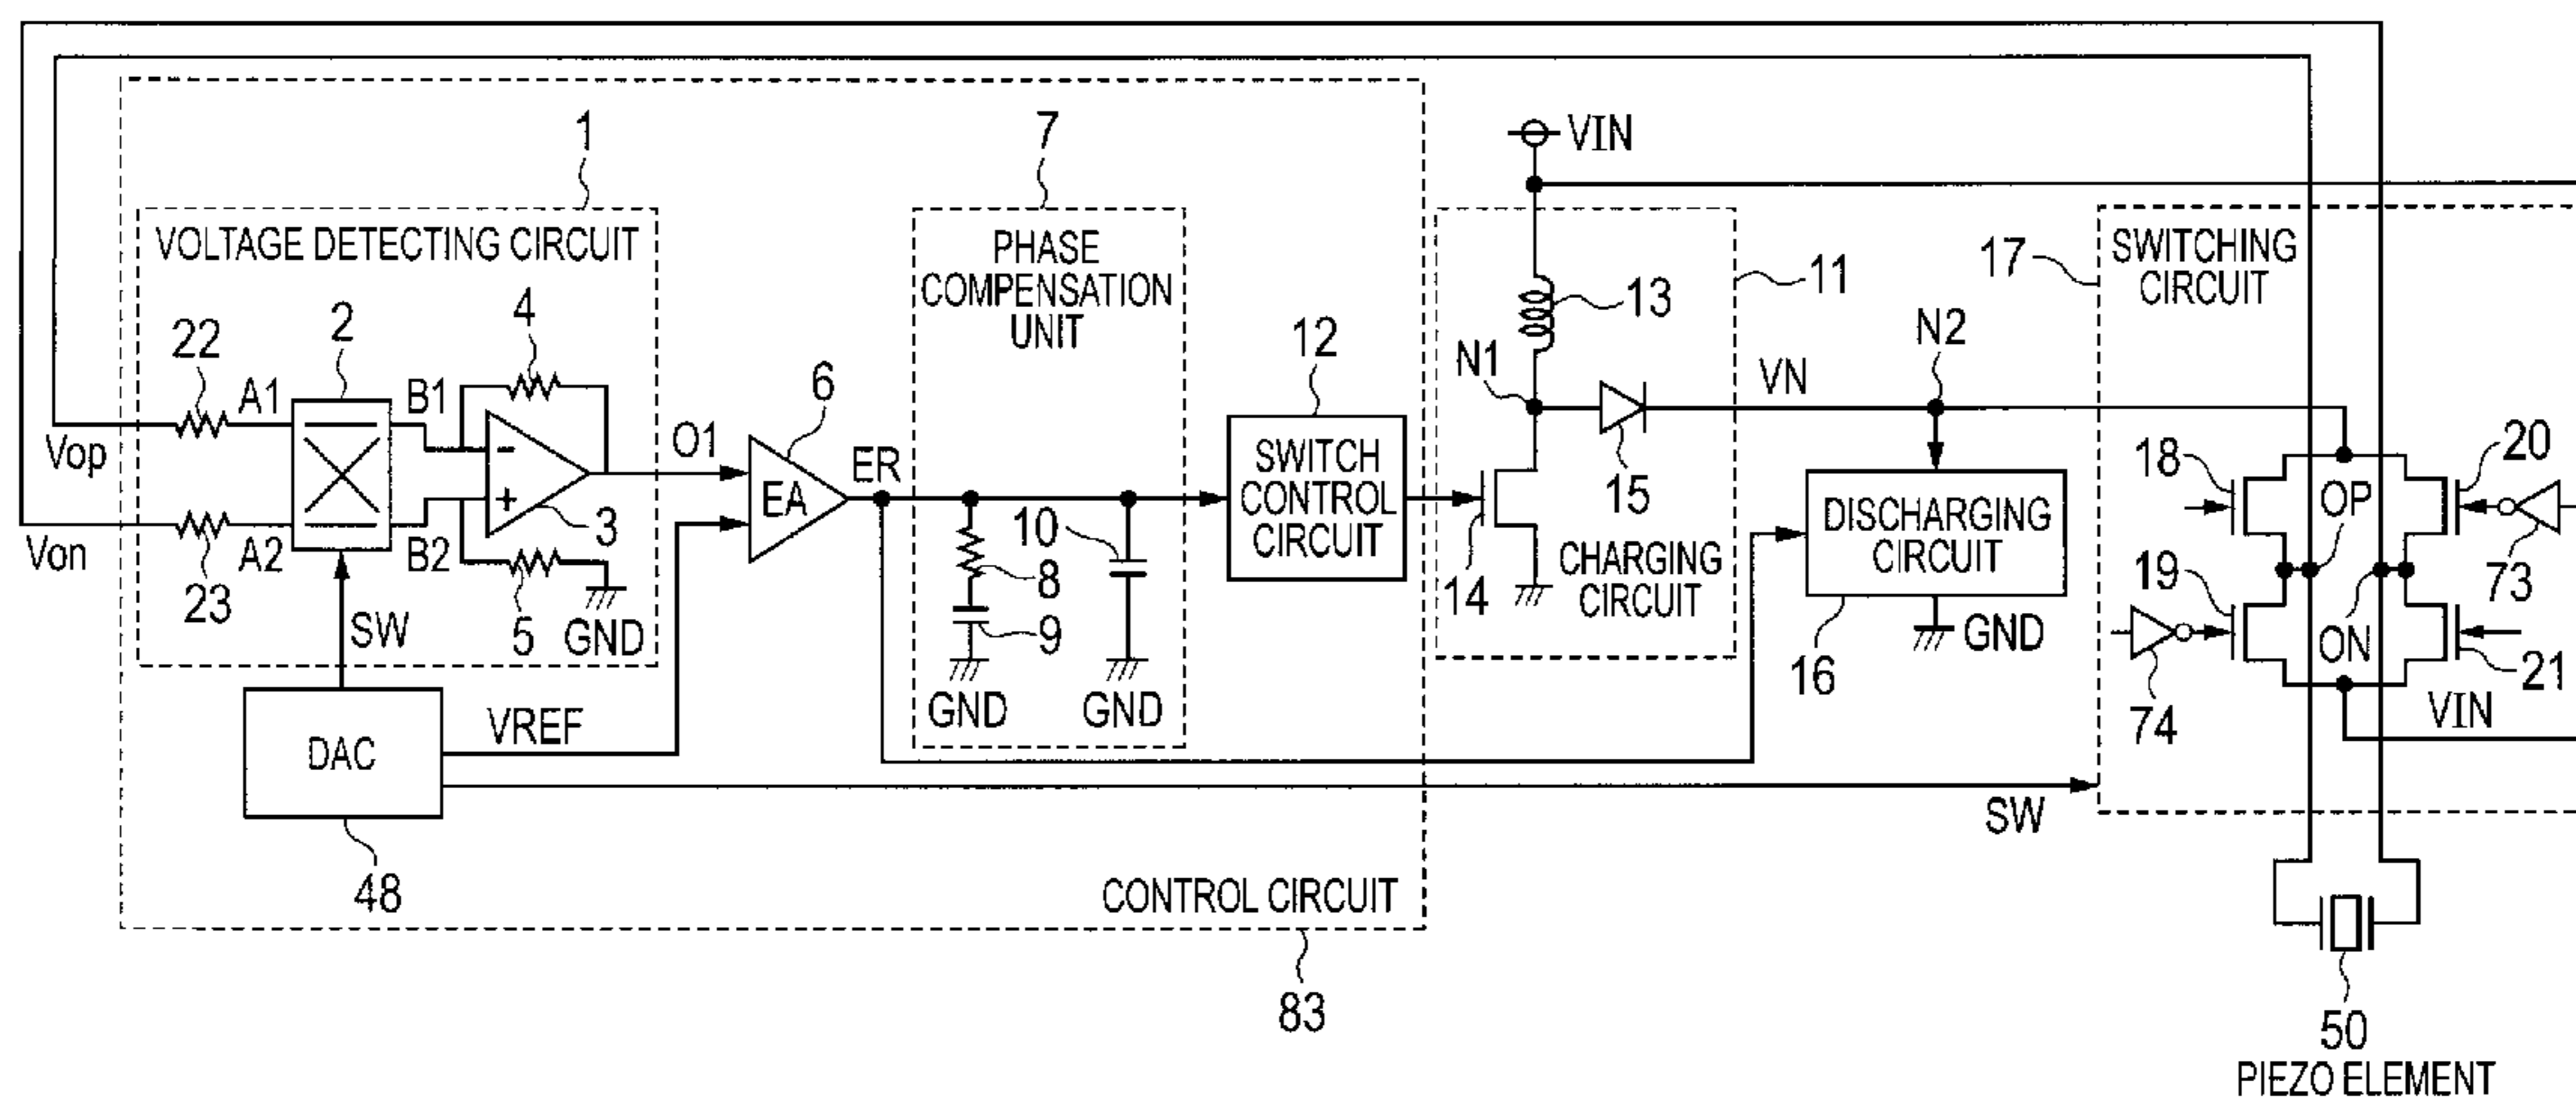 1
7
VIN
VOLTAGE DETECTING CIRCUIT
PHASE
COMPENSATION
UNIT
11
17
SWITCHING
CIRCUIT
22
2
4
6
12
13
N1
N2
VN
A1
B1
O1
ER
Vop
EA
SWITCH
CONTROL
CIRCUIT
15
18
20
OP
Von
A2
B2
3
10
8
14
CHARGING
CIRCUIT
DISCHARGING
CIRCUIT
73
23
SW
5
GND
9
16
GND
19
ON
21
GND
GND
74
VIN
DAC
VREF
SW
48
CONTROL CIRCUIT
83
50
PIEZO ELEMENT